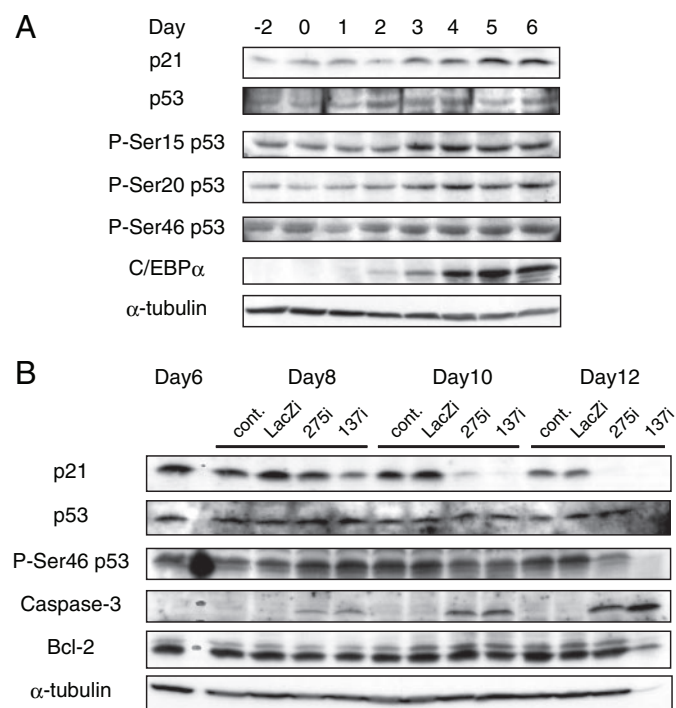 A
Day -2 0 1 2 3 4 5 6
p21
p53
P-Ser15 p53
P-Ser20 p53
P-Ser46 p53
C/EBPα
α-tubulin
B
Day6 Day8 Day10 Day12
cont. LacZi 275i 137i cont. LacZi 275i 137i cont. LacZi 275i 137i
p21
p53
P-Ser46 p53
Caspase-3
Bcl-2
α-tubulin